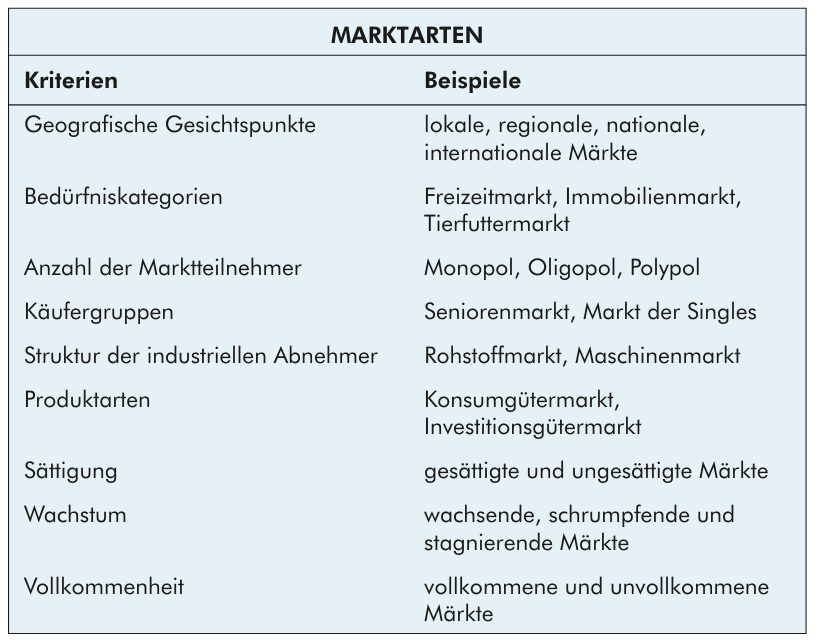 MARKTARTEN
Kriterien Beispiele
Geografische Gesichtspunkte lokale, regionale, nationale,
internationale Märkte
Bedürfniskategorien Freizeitmarkt, Immobilienmarkt,
Tierfuttermarkt
Anzahl der Marktteilnehmer Monopol, Oligopol, Polypol
Käufergruppen Seniorenmarkt, Markt der Singles
Struktur der industriellen Abnehmer Rohstoffmarkt, Maschinenmarkt
Produktarten Konsumgütermarkt,
Investitionsgütermarkt
Sättigung gesättigte und ungesättigte Märkte
Wachstum wachsende, schrumpfende und
stagnierende Märkte
Vollkommenheit vollkommene und unvollkommene
Märkte